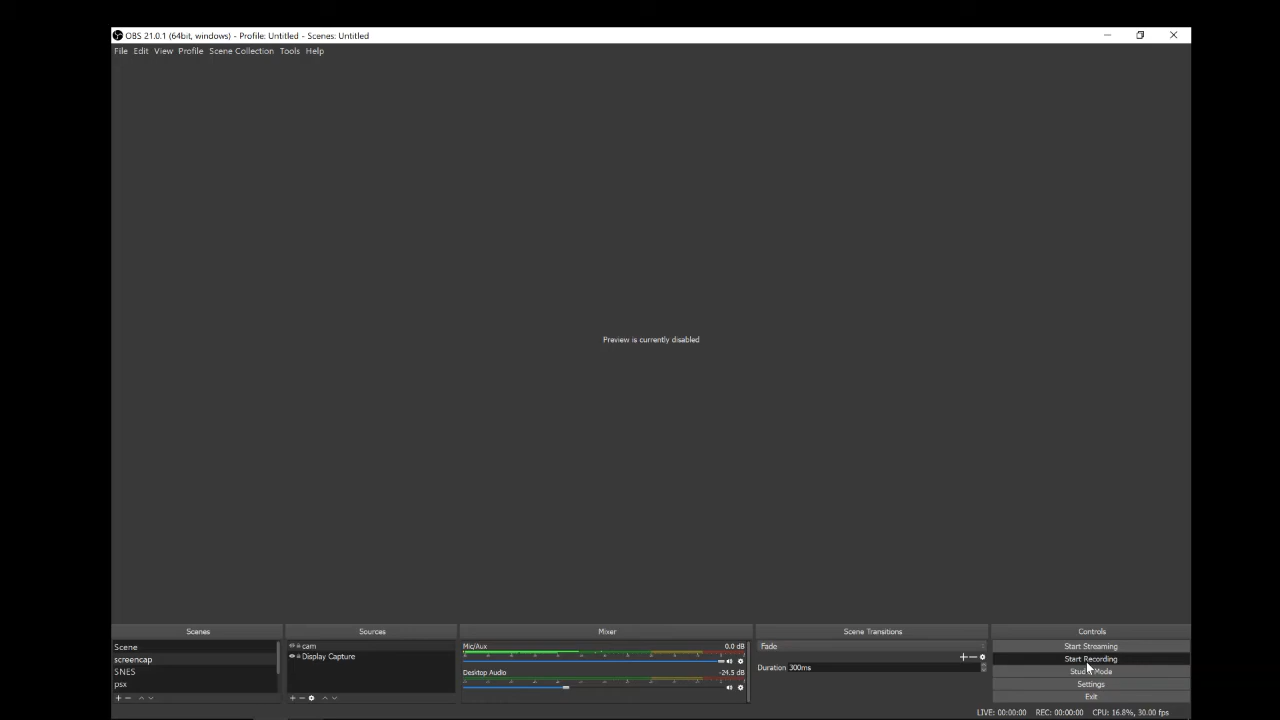 OBS 21.0.1 (64bit, windows) - Profile: Untitled - Scenes: Untitled
File Edit View Profile Scene Collection Tools Help
Preview is currently disabled
Scenes
Scene
screencap
SNES
psx
Sources
cam
Display Capture
Mixer
Mic/Aux 0.0 dB
Desktop Audio -24.5 dB
Scene Transitions
Fade
Duration 300ms
Controls
Start Streaming
Start Recording
Studio Mode
Settings
Exit
LIVE: 00:00:00 REC: 00:00:00 CPU: 16.8%, 30.00 fps